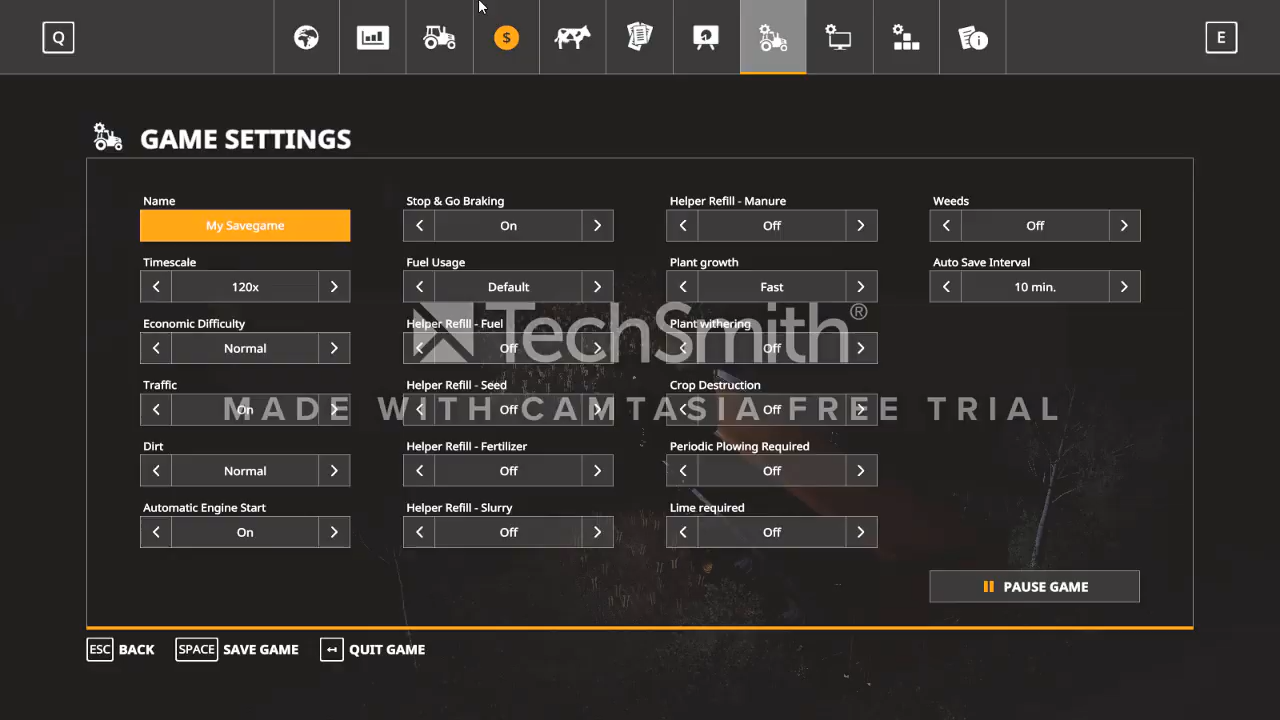 Q
$
E
GAME SETTINGS
Name
My Savegame
Timescale
120x
Economic Difficulty
Normal
Traffic
On
Dirt
Normal
Automatic Engine Start
On
Stop & Go Braking
On
Fuel Usage
Default
Helper Refill - Fuel
Off
Helper Refill - Seed
Off
Helper Refill - Fertilizer
Off
Helper Refill - Slurry
Off
Helper Refill - Manure
Off
Plant growth
Fast
Plant withering
Off
Crop Destruction
Off
Periodic Plowing Required
Off
Lime required
Off
Weeds
Off
Auto Save Interval
10 min.
TechSmith®
MADE WITH CAMTASIA FREE TRIAL
PAUSE GAME
ESC BACK SPACE SAVE GAME ↔ QUIT GAME